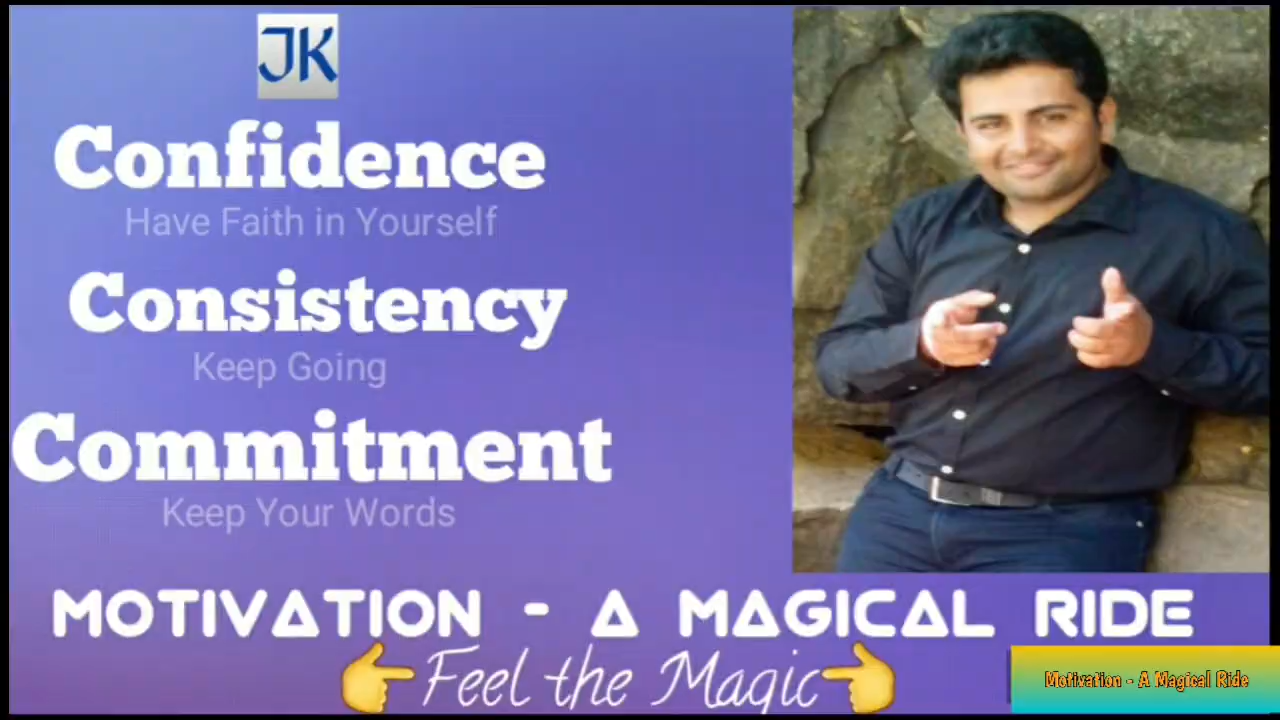 JK
Confidence
Have Faith in Yourself
Consistency
Keep Going
Commitment
Keep Your Words
MOTIVATION - A MAGICAL RIDE
👉Feel the Magic👈
Motivation - A Magical Ride